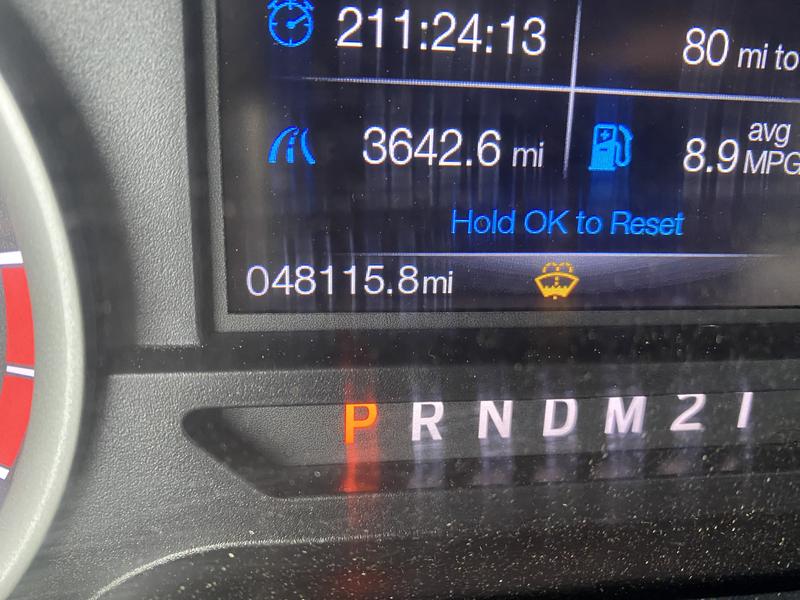 211:24:13
80 mi to
3642.6 mi
avg
8.9 MPG
Hold OK to Reset
048115.8mi
P R N D M 2 1